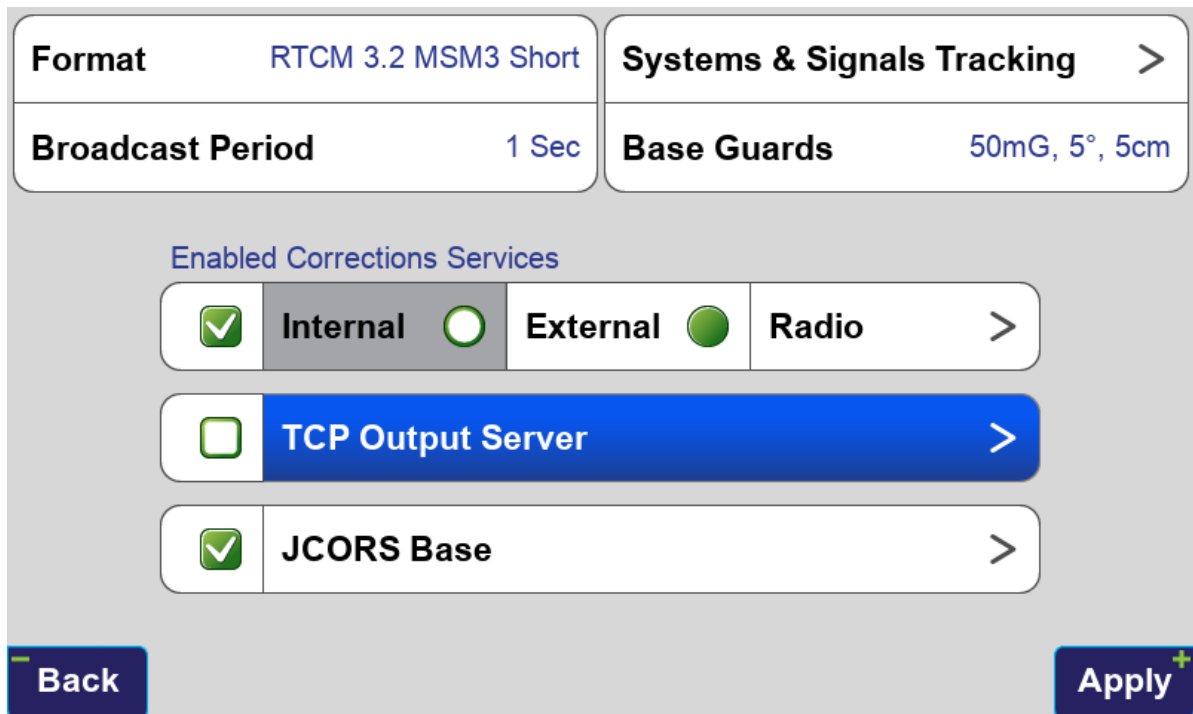 Format RTCM 3.2 MSM3 Short
Systems & Signals Tracking >
Broadcast Period 1 Sec
Base Guards 50mG, 5°, 5cm
Enabled Corrections Services
Internal External Radio >
TCP Output Server >
JCORS Base >
Back
Apply